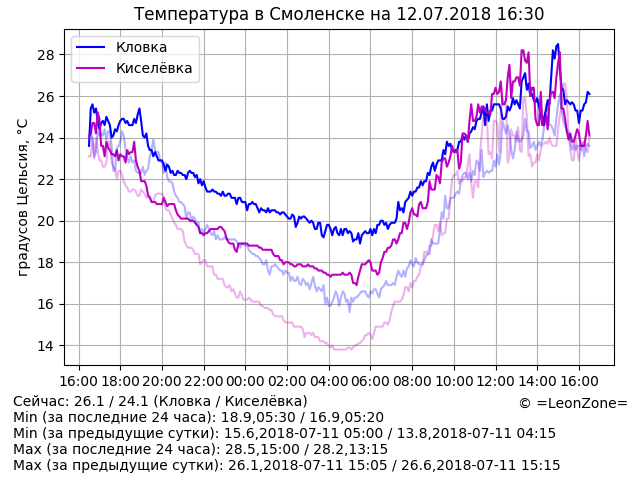 Температура в Смоленске на 12.07.2018 16:30
Кловка
Киселёвка
градусов Цельсия, °C
28
26
24
22
20
18
16
14
16:00 18:00 20:00 22:00 00:00 02:00 04:00 06:00 08:00 10:00 12:00 14:00 16:00
Сейчас: 26.1 / 24.1 (Кловка / Киселёвка)
© =LeonZone=
Min (за последние 24 часа): 18.9,05:30 / 16.9,05:20
Min (за предыдущие сутки): 15.6,2018-07-11 05:00 / 13.8,2018-07-11 04:15
Max (за последние 24 часа): 28.5,15:00 / 28.2,13:15
Max (за предыдущие сутки): 26.1,2018-07-11 15:05 / 26.6,2018-07-11 15:15